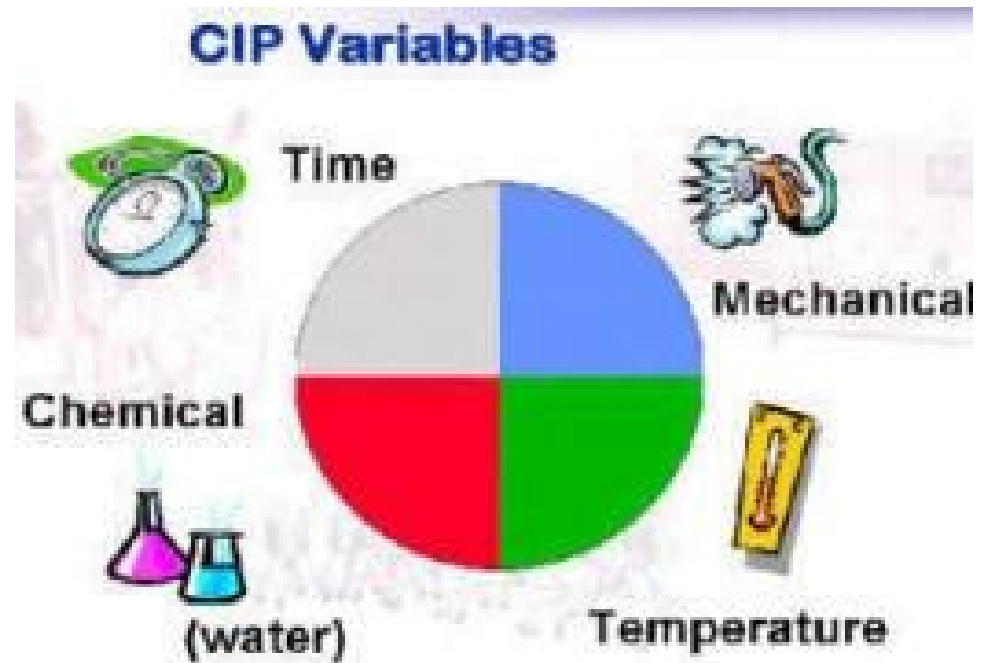 CIP Variables
Time
Mechanical
Chemical
(water)
Temperature